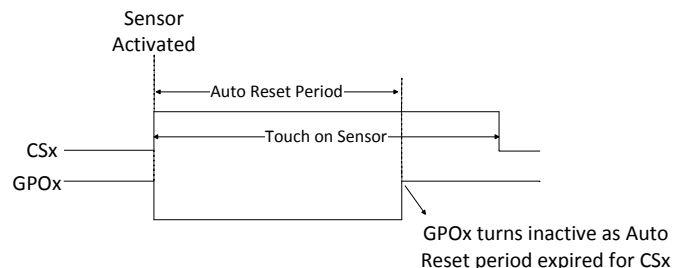 Sensor
Activated
Auto Reset Period
Touch on Sensor
CSx
GPOx
GPOx turns inactive as Auto
Reset period expired for CSx